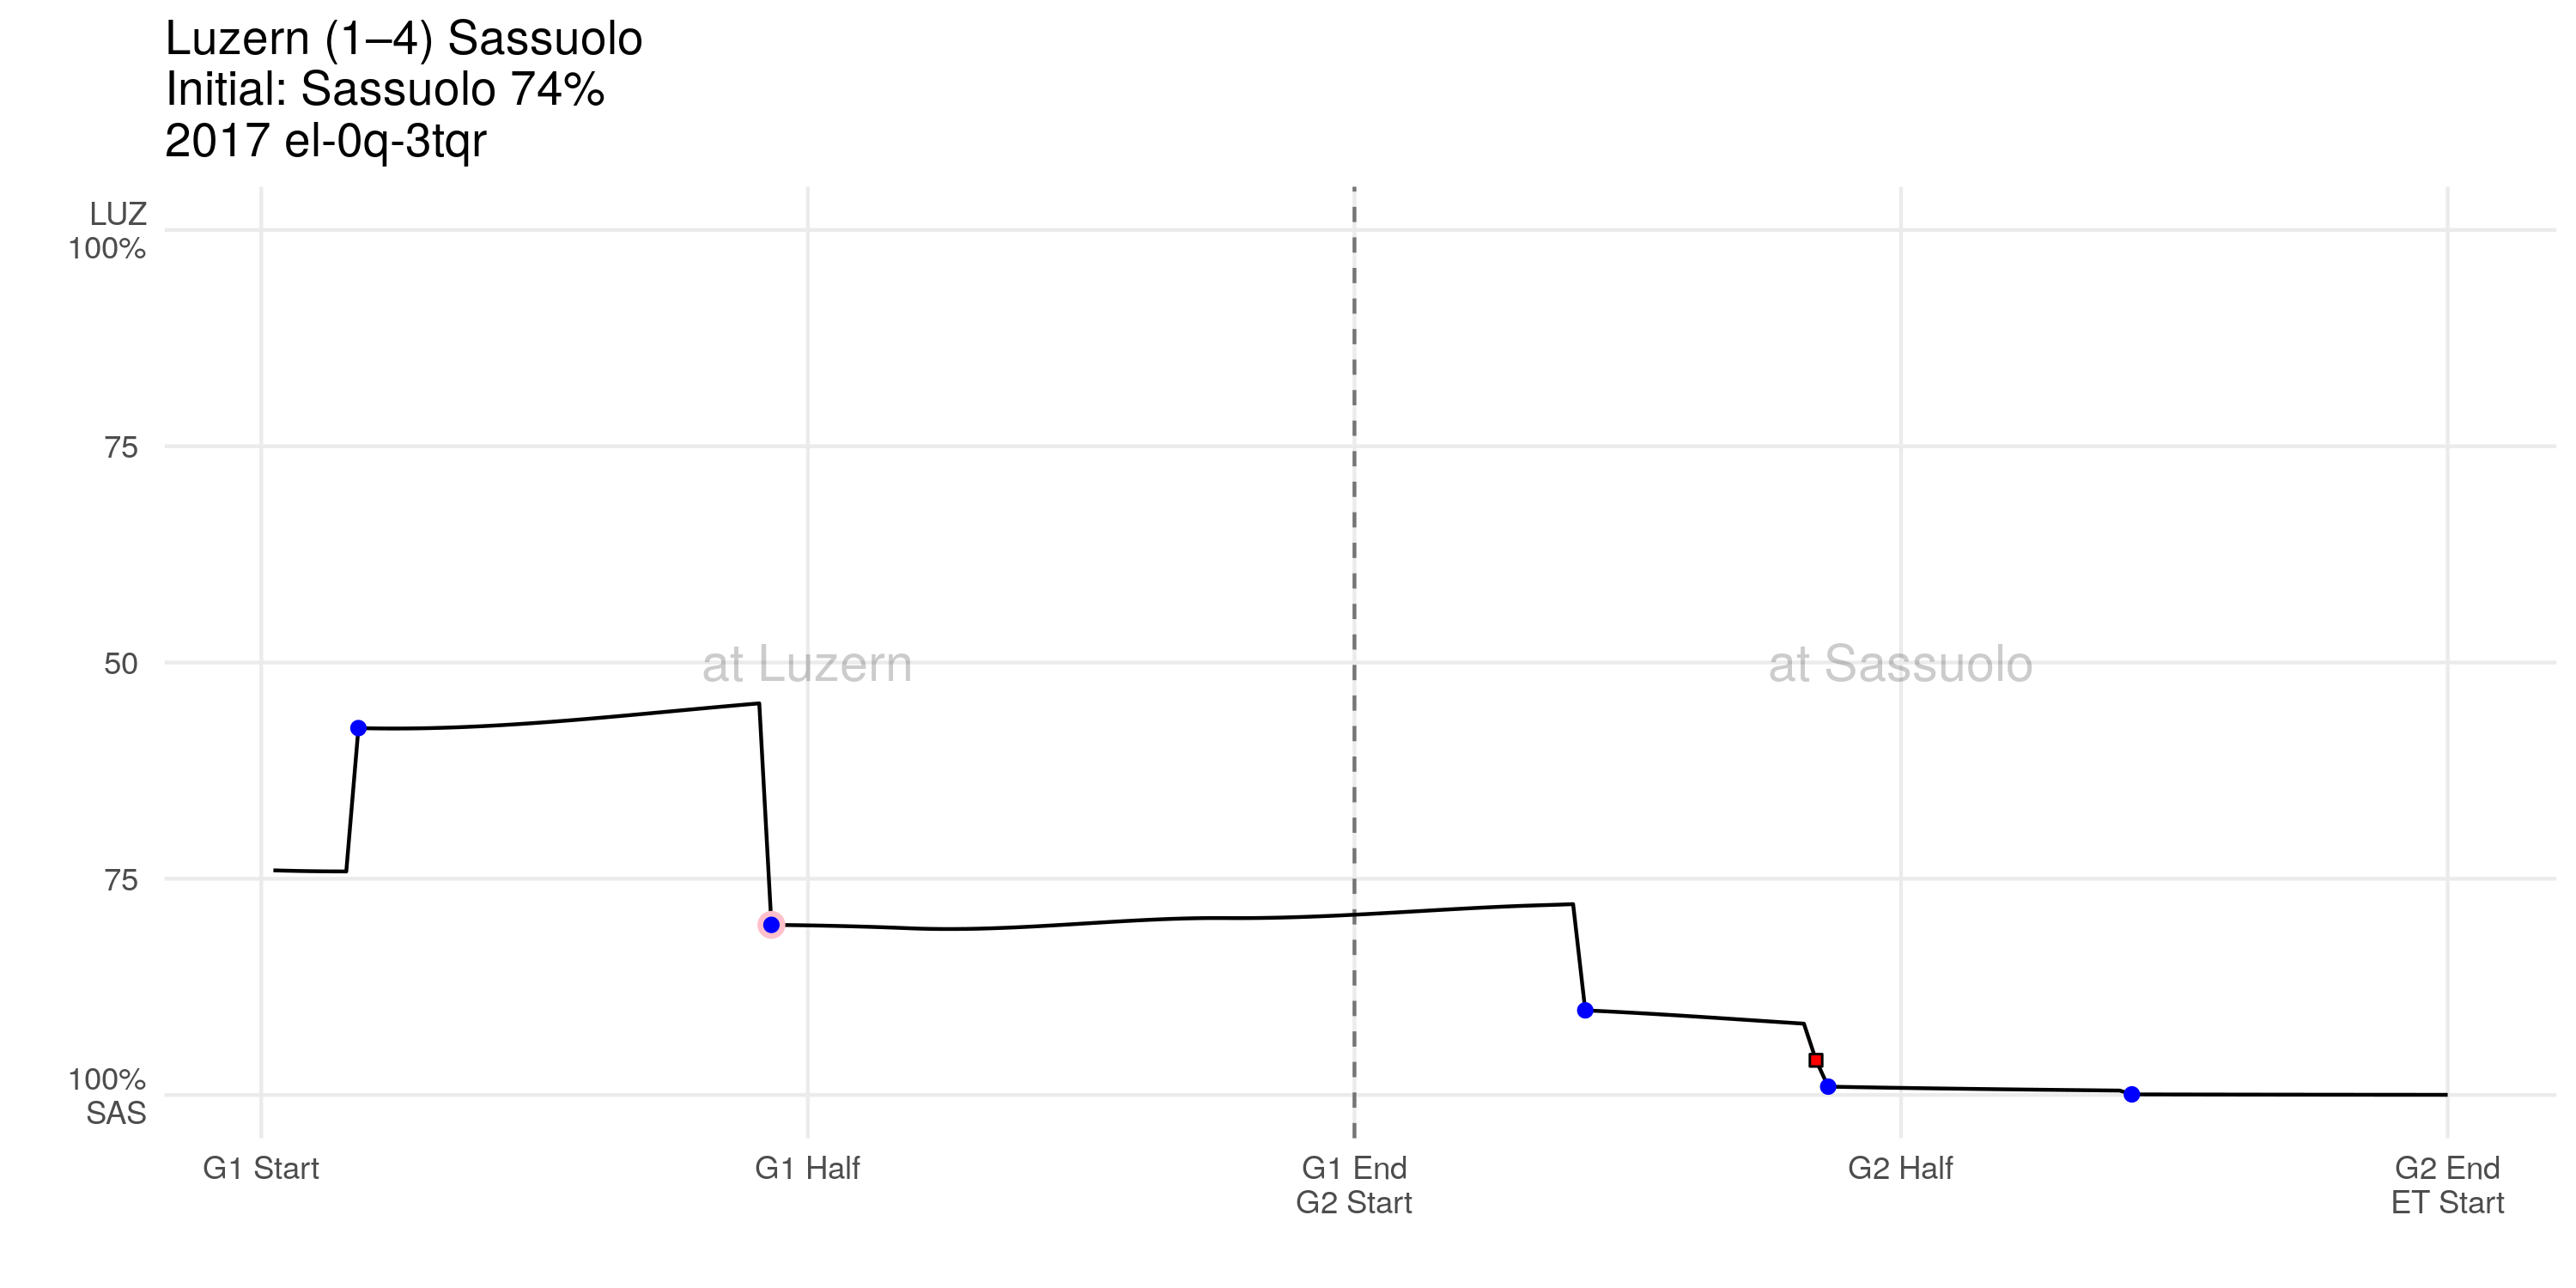 Luzern (1–4) Sassuolo
Initial: Sassuolo 74%
2017 el-0q-3tqr
LUZ
100%
75
50
75
100%
SAS
at Luzern
at Sassuolo
G1 Start
G1 Half
G1 End
G2 Start
G2 Half
G2 End
ET Start